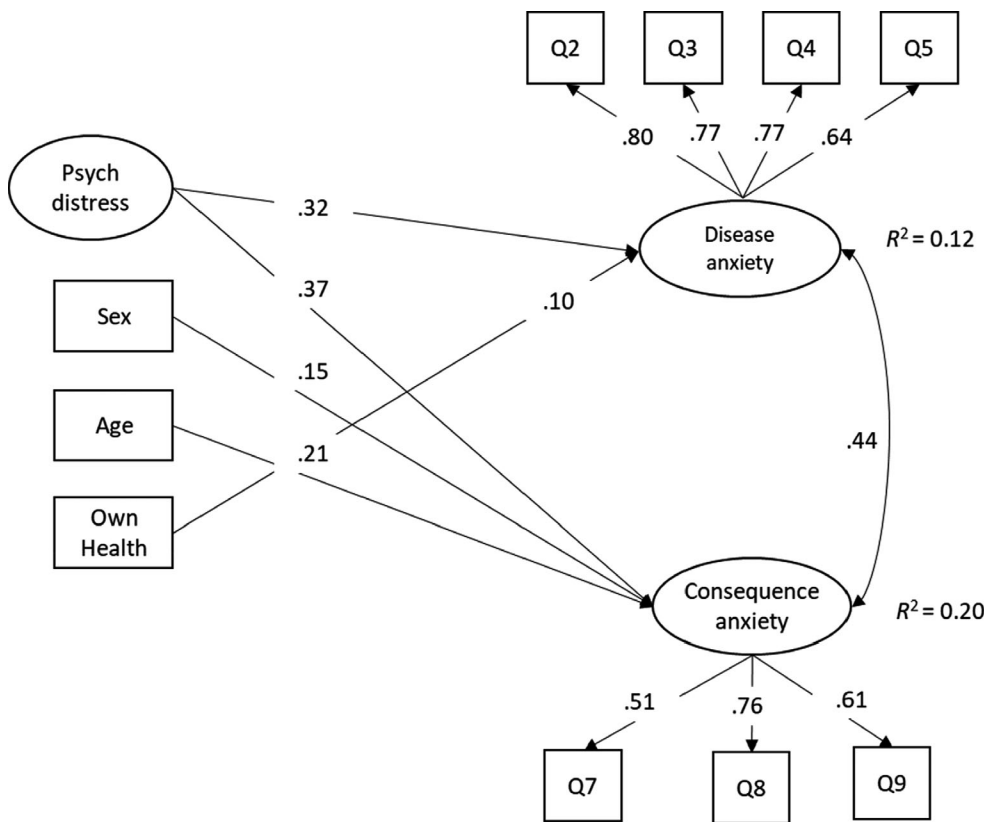 Q2
Q3
Q4
Q5
.80
.77
.77
.64
Psych
distress
.32
Disease
anxiety
R² = 0.12
.37
.10
Sex
.15
Age
.21
.44
Own
Health
Consequence
anxiety
R² = 0.20
.51
.76
.61
Q7
Q8
Q9